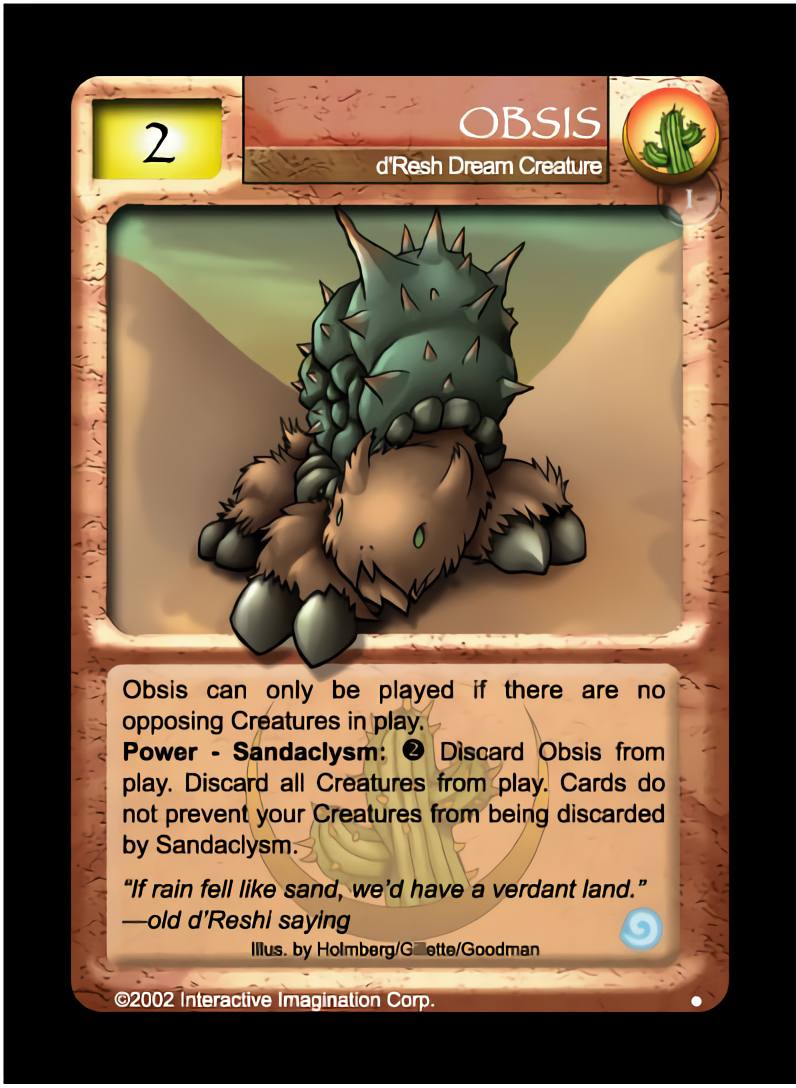 2
OBSIS
d'Resh Dream Creature
I
Obsis can only be played if there are no
opposing Creatures in play.
Power - Sandaclysm: ❷ Discard Obsis from
play. Discard all Creatures from play. Cards do
not prevent your Creatures from being discarded
by Sandaclysm.
"If rain fell like sand, we'd have a verdant land."
—old d'Reshi saying
Illus. by Holmberg/ /Goodman
©2002 Interactive Imagination Corp.